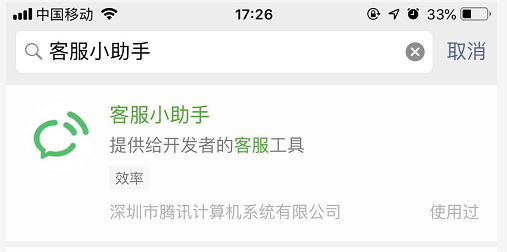 中国移动 17:26 33%
客服小助手 取消
客服小助手
提供给开发者的客服工具
效率
深圳市腾讯计算机系统有限公司 使用过